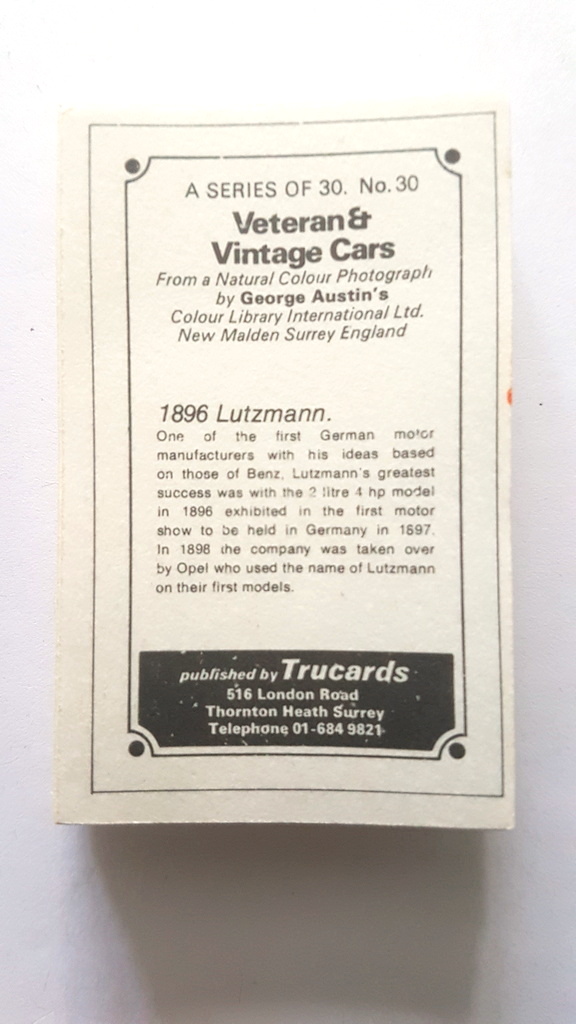 A SERIES OF 30. No. 30
Veteran &
Vintage Cars
From a Natural Colour Photograph
by George Austin's
Colour Library International Ltd.
New Malden Surrey England
1896 Lutzmann.
One of the first German motor
manufacturers with his ideas based
on those of Benz, Lutzmann's greatest
success was with the 2 litre 4 hp model
in 1896 exhibited in the first motor
show to be held in Germany in 1897.
In 1898 the company was taken over
by Opel who used the name of Lutzmann
on their first models.
published by Trucards
516 London Road
Thornton Heath Surrey
Telephone 01-684 9821